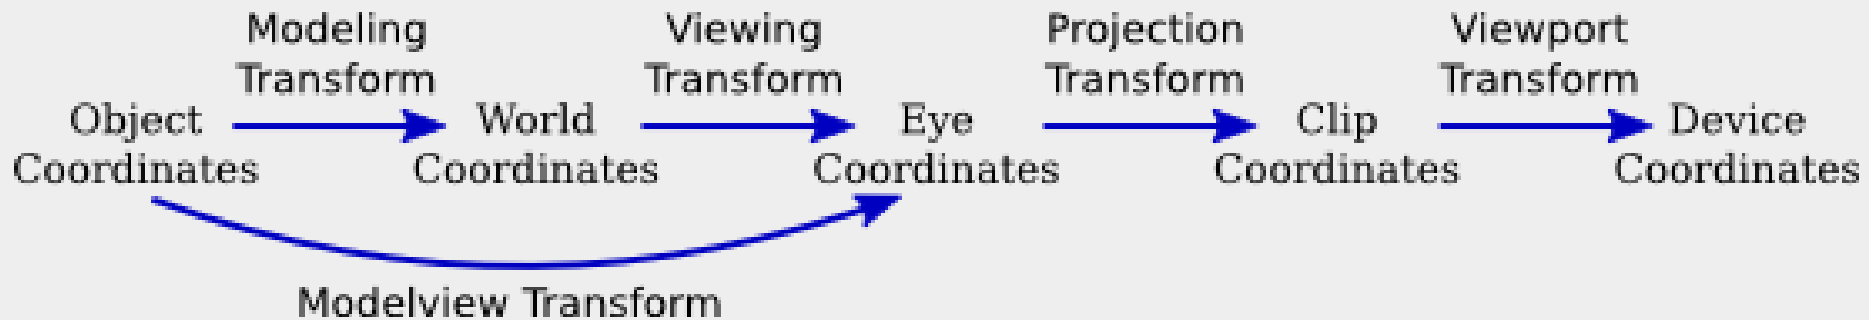 Modeling
Transform
Viewing
Transform
Projection
Transform
Viewport
Transform
Object
Coordinates
World
Coordinates
Eye
Coordinates
Clip
Coordinates
Device
Coordinates
Modelview Transform